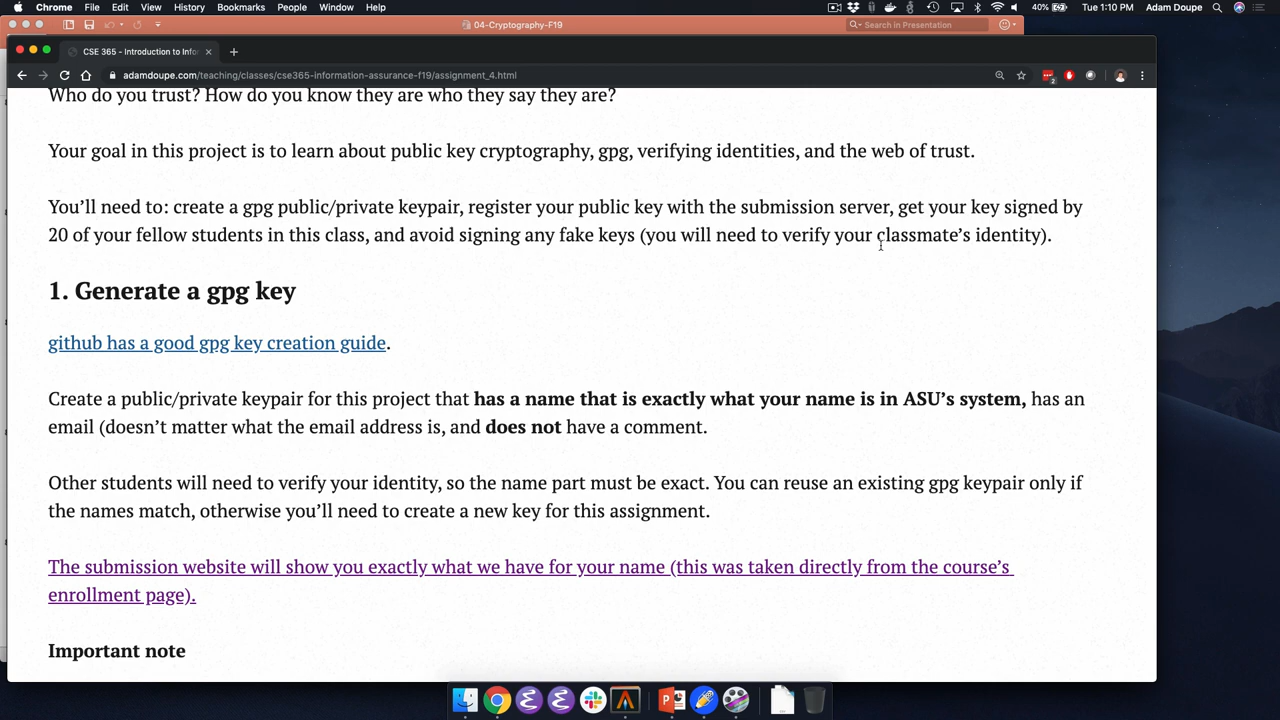 Chrome File Edit View History Bookmarks People Window Help 40% Tue 1:10 PM Adam Doupe
04-Cryptography-F19 Search in Presentation
CSE 365 - Introduction to Info
adamdoupe.com/teaching/classes/cse365-information-assurance-f19/assignment_4.html
Who do you trust? How do you know they are who they say they are?
Your goal in this project is to learn about public key cryptography, gpg, verifying identities, and the web of trust.
You’ll need to: create a gpg public/private keypair, register your public key with the submission server, get your key signed by
20 of your fellow students in this class, and avoid signing any fake keys (you will need to verify your classmate’s identity).
1. Generate a gpg key
github has a good gpg key creation guide.
Create a public/private keypair for this project that has a name that is exactly what your name is in ASU’s system, has an
email (doesn’t matter what the email address is, and does not have a comment.
Other students will need to verify your identity, so the name part must be exact. You can reuse an existing gpg keypair only if
the names match, otherwise you’ll need to create a new key for this assignment.
The submission website will show you exactly what we have for your name (this was taken directly from the course’s
enrollment page).
Important note